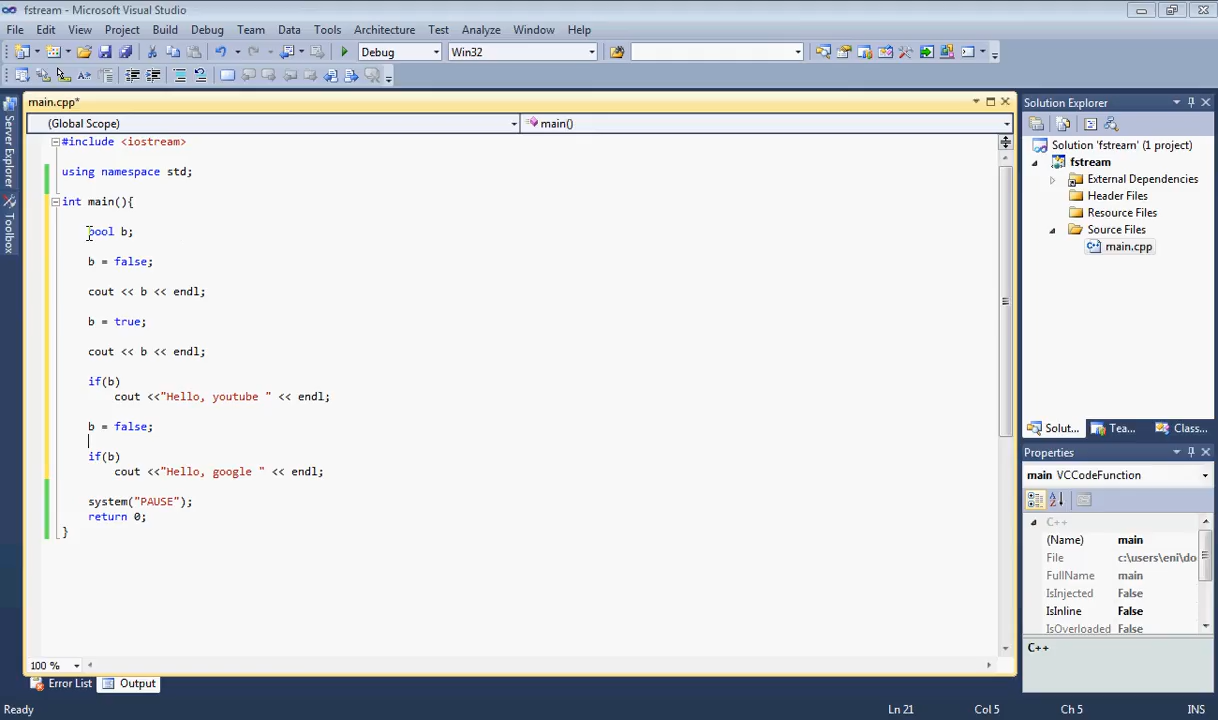 fstream - Microsoft Visual Studio
File Edit View Project Build Debug Team Data Tools Architecture Test Analyze Window Help
Debug Win32
main.cpp*
(Global Scope) main()
#include <iostream>
using namespace std;
int main(){
bool b;
b = false;
cout << b << endl;
b = true;
cout << b << endl;
if(b)
cout <<"Hello, youtube " << endl;
b = false;
if(b)
cout <<"Hello, google " << endl;
system("PAUSE");
return 0;
}
100 %
Server Explorer
Toolbox
Solution Explorer
Solution 'fstream' (1 project)
fstream
External Dependencies
Header Files
Resource Files
Source Files
main.cpp
Solut... Tea... Class...
Properties
main VCCodeFunction
C++
(Name) main
File c:\users\eni\do
FullName main
IsInjected False
IsInline False
IsOverloaded False
C++
Error List Output
Ready Ln 21 Col 5 Ch 5 INS